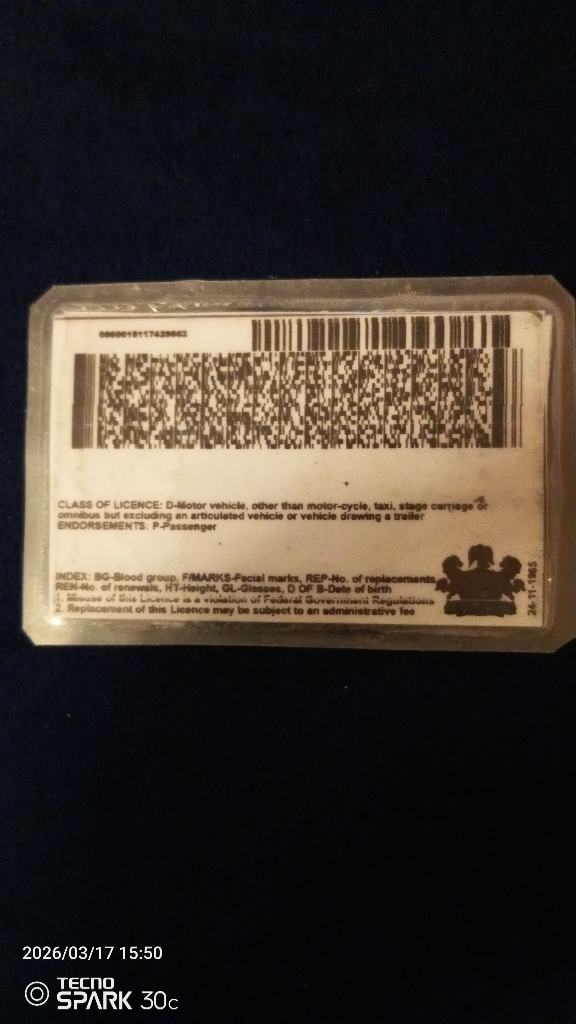 CLASS OF LICENCE: D-Motor vehicle, other than motor-cycle, taxi, stage carriage or
omnibus but excluding an articulated vehicle or vehicle drawing a trailer
ENDORSEMENTS: P-Passenger
INDEX: BG-Blood group, F/MARKS-Facial marks, REP-No. of replacements,
REN-No. of renewals, HT-Height, GL-Glasses, D OF B-Date of birth
1. Misuse of this Licence is a violation of Federal Government Regulations
2. Replacement of this Licence may be subject to an administrative fee
24-11-1965
2026/03/17 15:50
TECNO
SPARK 30C